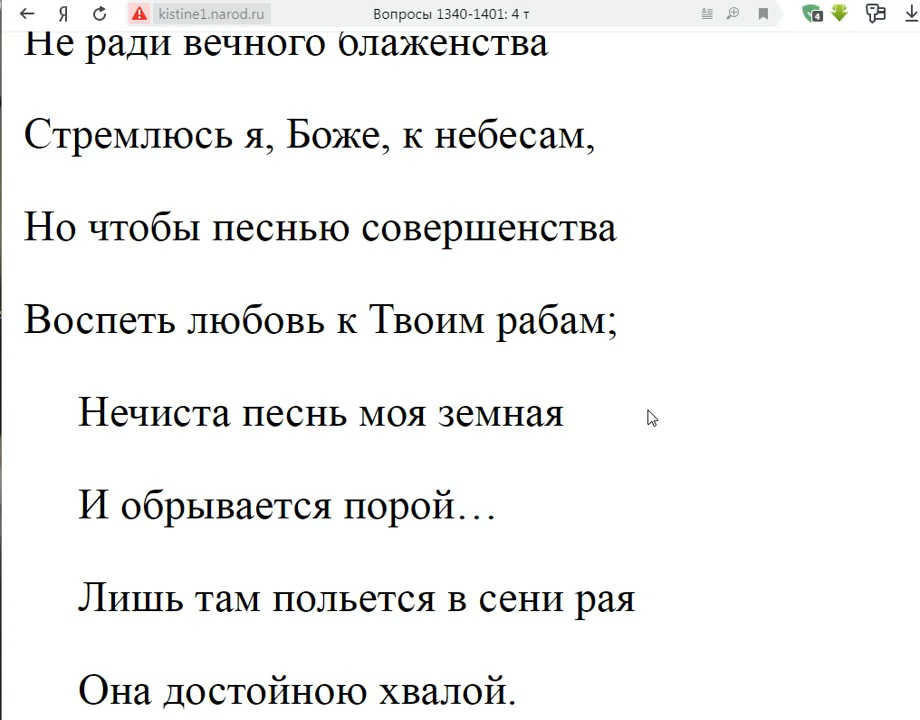 Я
kistine1.narod.ru
Вопросы 1340-1401: 4 т
4
Не ради вечного блаженства
Стремлюсь я, Боже, к небесам,
Но чтобы песнью совершенства
Воспеть любовь к Твоим рабам;
Нечиста песнь моя земная
И обрывается порой…
Лишь там польется в сени рая
Она достойною хвалой.